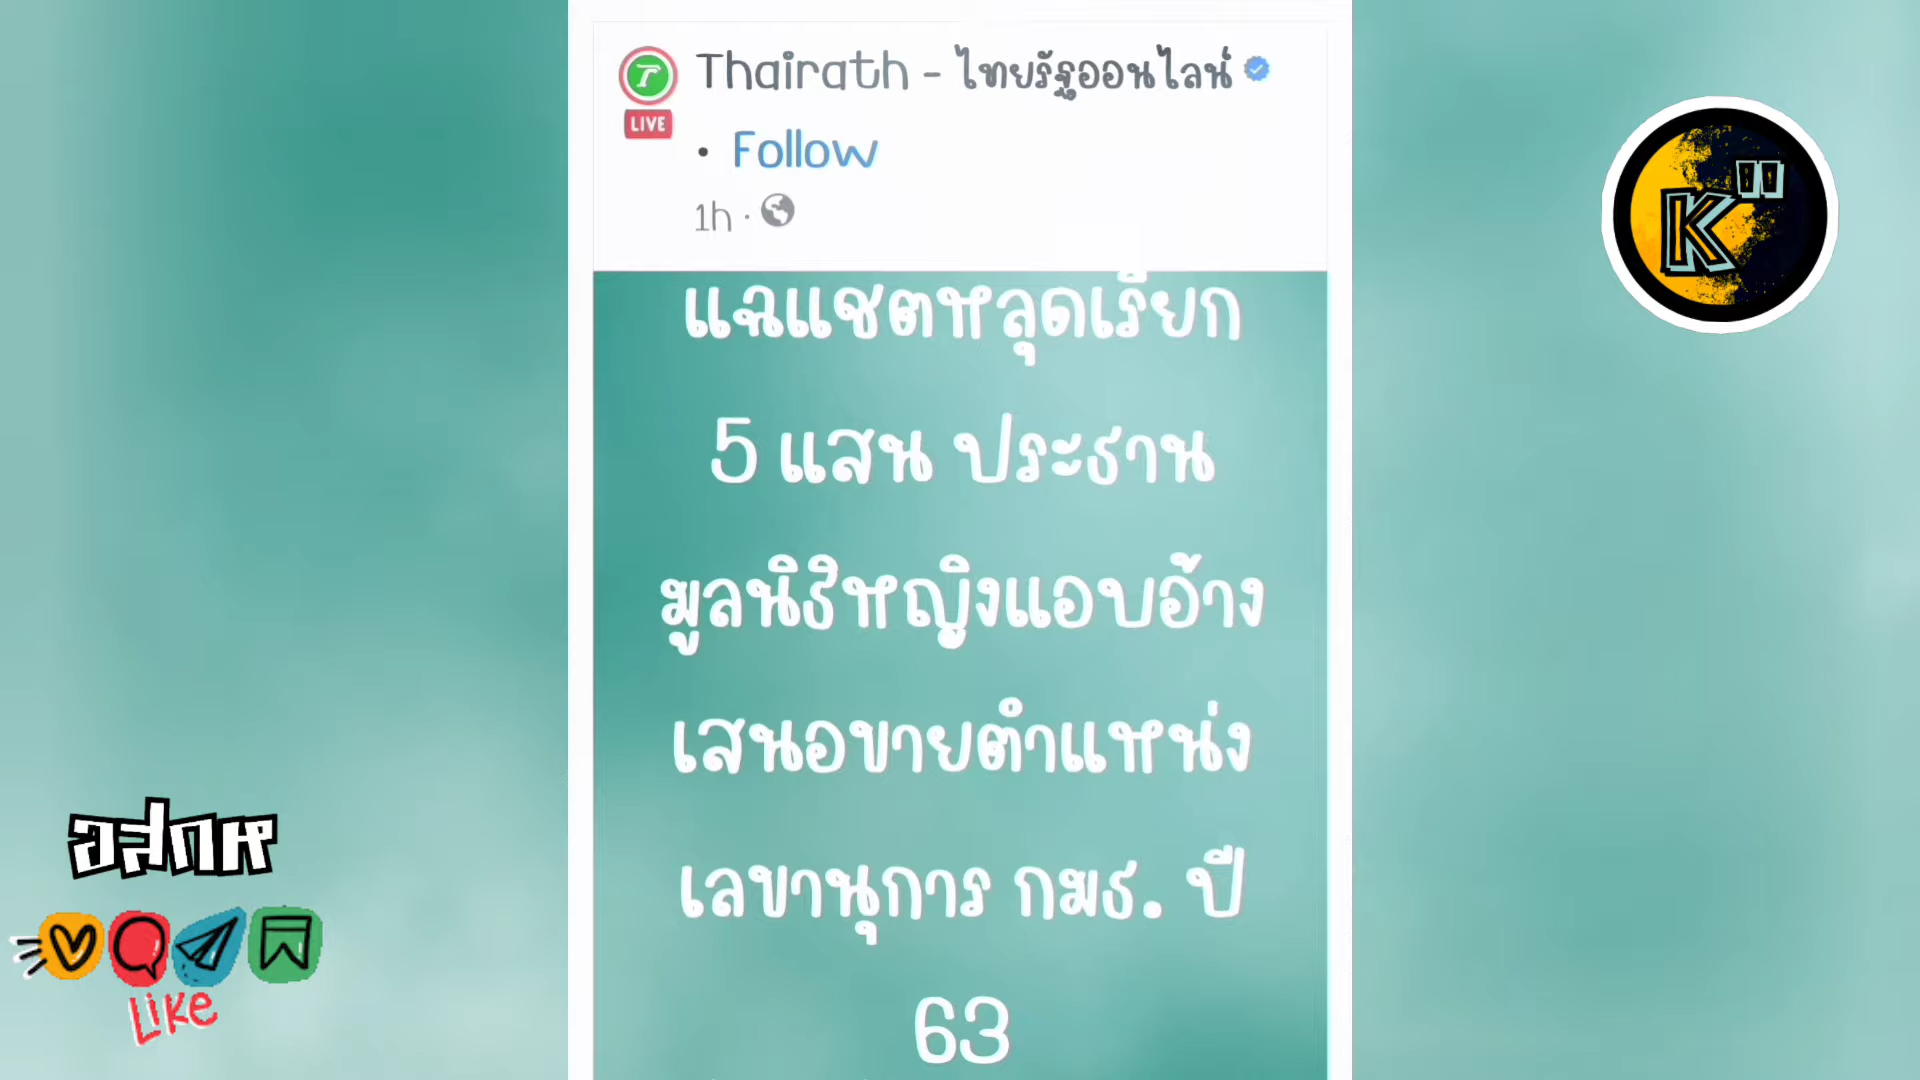 Thairath - ไทยรัฐออนไลน์
LIVE
• Follow
1h ·
แฉแชตหลุดเรียก
5 แสน ประธาน
มูลนิธิหญิงแอบอ้าง
เสนอขายตำแหน่ง
เลขานุการ กมธ. ปี
63
K"
อสกห
Like